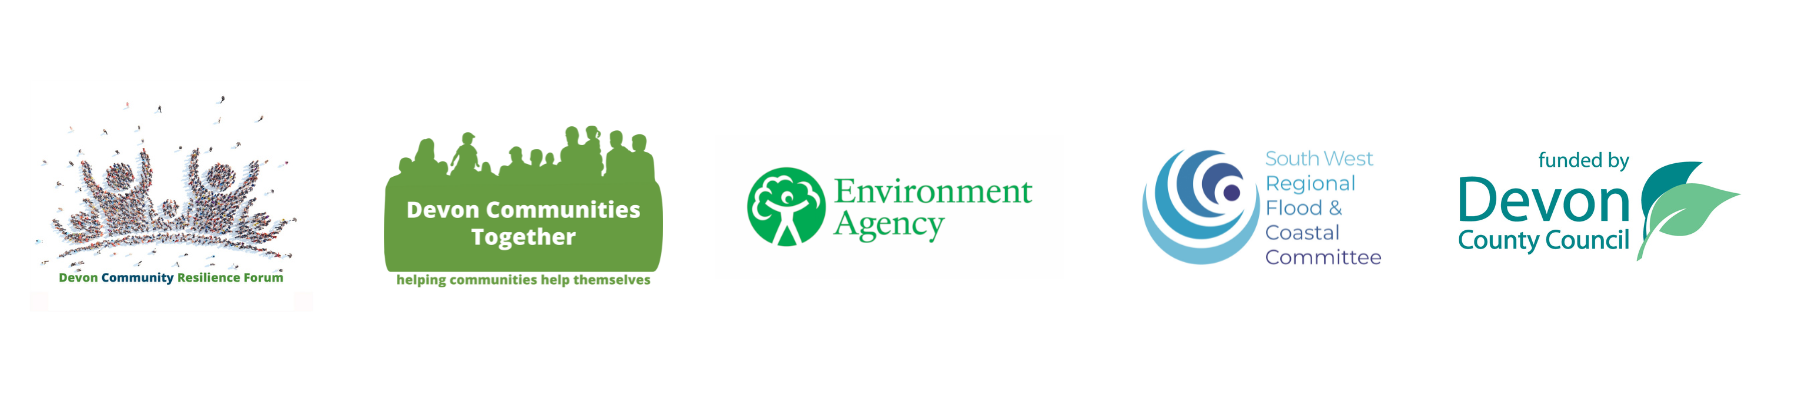 Devon Community Resilience Forum
Devon Communities
Together
helping communities help themselves
Environment
Agency
South West
Regional
Flood &
Coastal
Committee
funded by
Devon
County Council